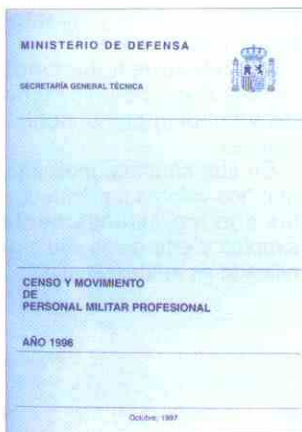 MINISTERIO DE DEFENSA
SECRETARÍA GENERAL TÉCNICA
CENSO Y MOVIMIENTO
DE
PERSONAL MILITAR PROFESIONAL
AÑO 1996
Octubre, 1997